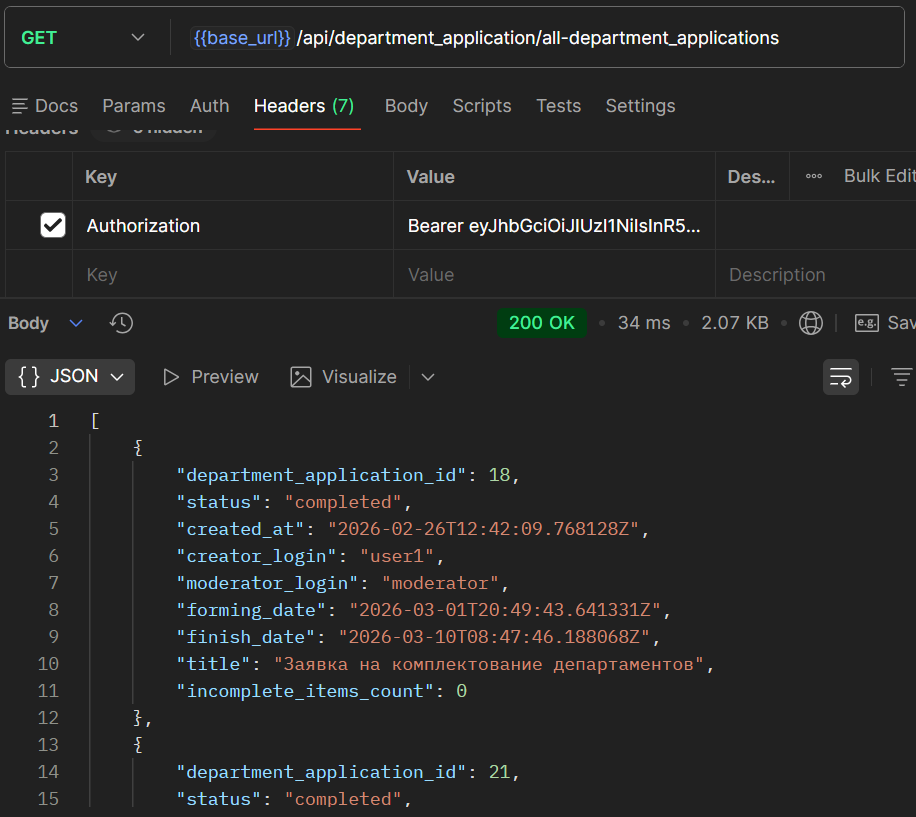 GET {{base_url}} /api/department_application/all-department_applications
Docs Params Auth Headers (7) Body Scripts Tests Settings
Headers 6 hidden
Key Value Des... Bulk Edit
Authorization Bearer eyJhbGciOiJIUzI1NiIsInR5...
Key Value Description
Body 200 OK • 34 ms • 2.07 KB • e.g. Sav
{} JSON Preview Visualize
1 [
2 {
3 "department_application_id": 18,
4 "status": "completed",
5 "created_at": "2026-02-26T12:42:09.768128Z",
6 "creator_login": "user1",
7 "moderator_login": "moderator",
8 "forming_date": "2026-03-01T20:49:43.641331Z",
9 "finish_date": "2026-03-10T08:47:46.188068Z",
10 "title": "Заявка на комплектование департаментов",
11 "incomplete_items_count": 0
12 },
13 {
14 "department_application_id": 21,
15 "status": "completed",